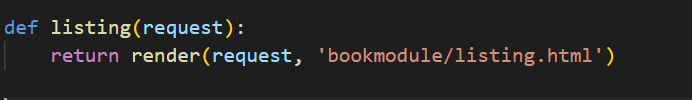 def listing(request):
    return render(request, 'bookmodule/listing.html')